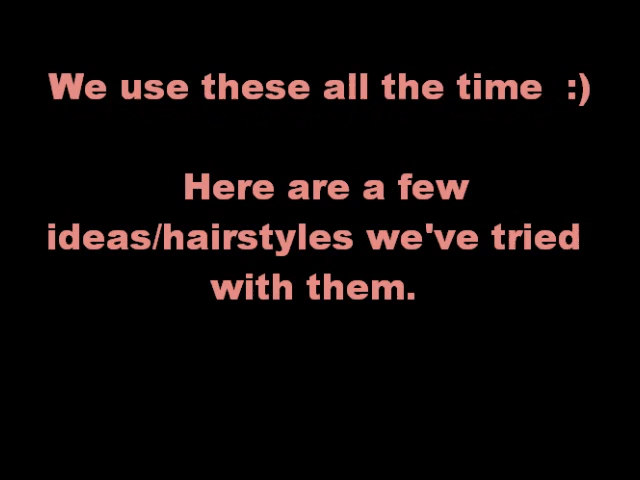 We use these all the time :)
Here are a few
ideas/hairstyles we've tried
with them.